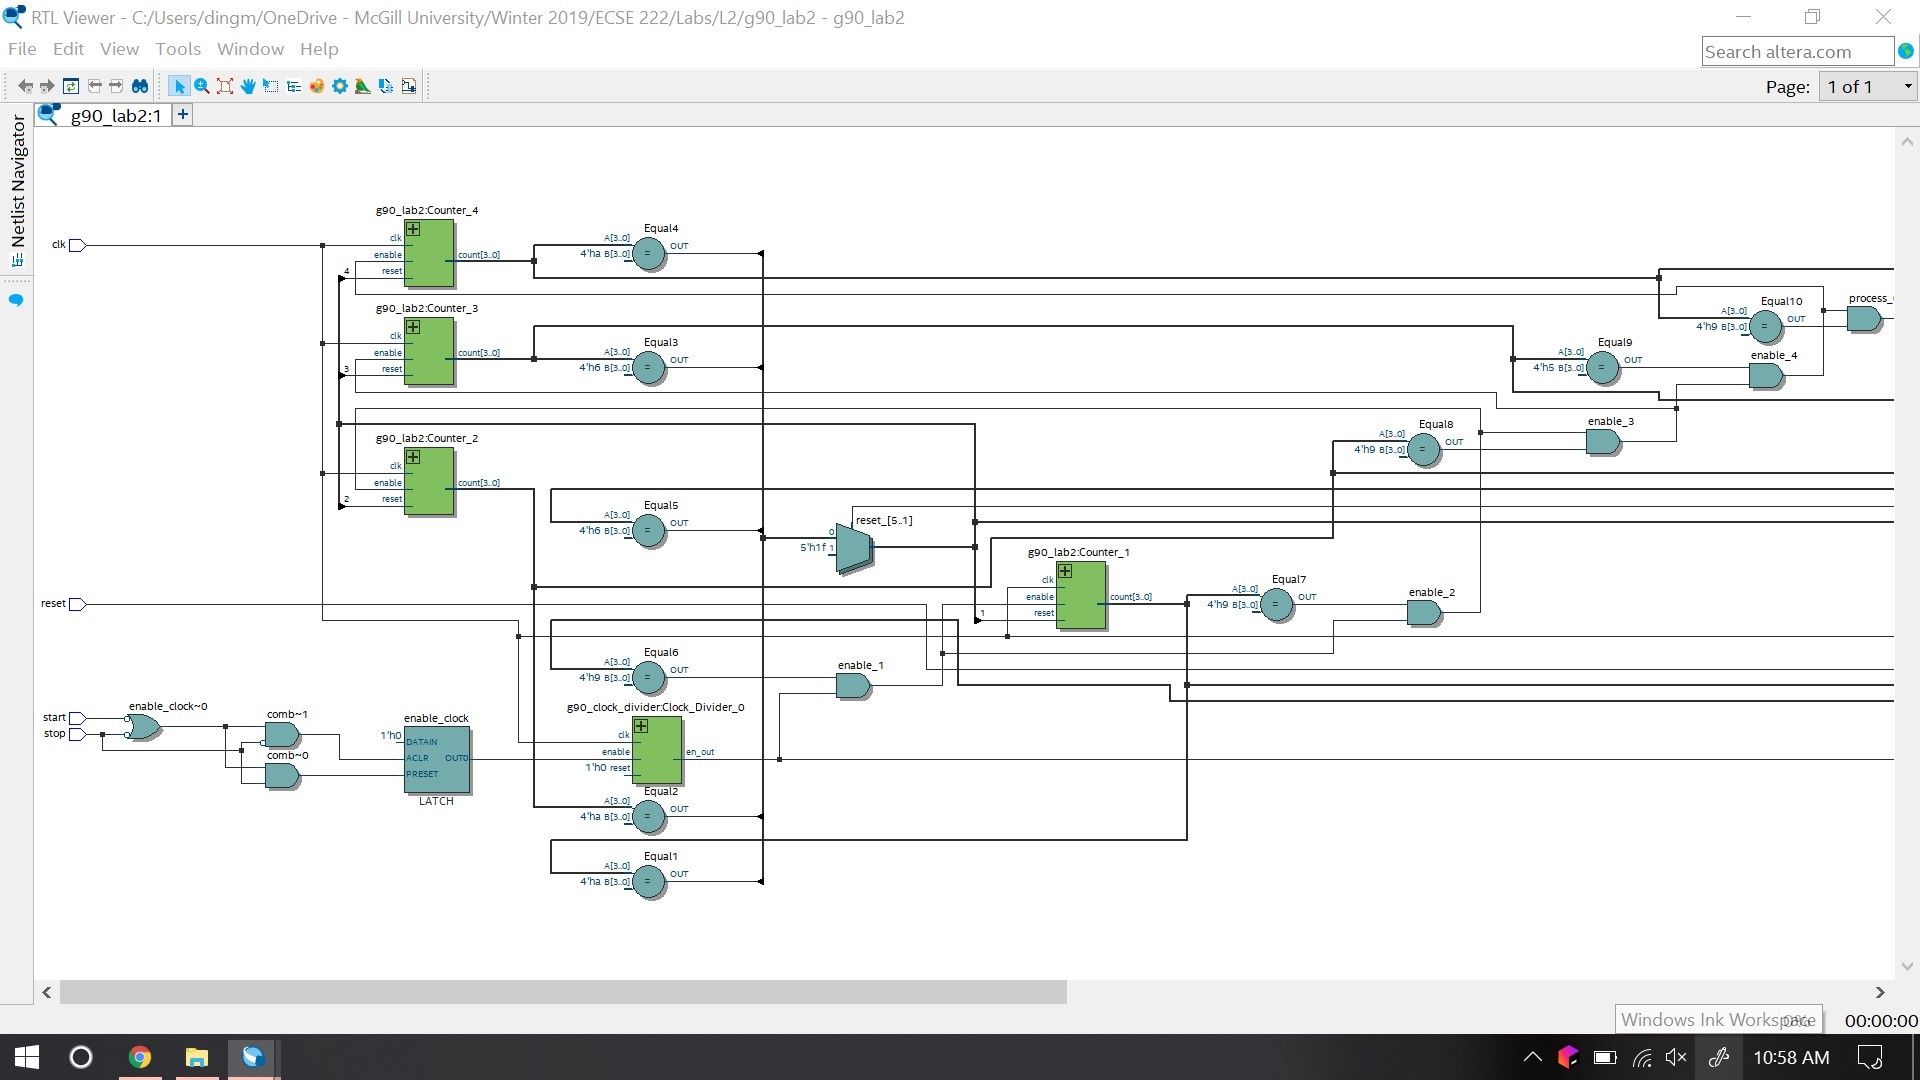 RTL Viewer - C:/Users/dingm/OneDrive - McGill University/Winter 2019/ECSE 222/Labs/L2/g90_lab2 - g90_lab2
File Edit View Tools Window Help
Search altera.com
Page: 1 of 1
g90_lab2:1 +
Netlist Navigator
g90_lab2:Counter_4
clk
enable
reset
count[3..0]
4
clk
Equal4
A[3..0]
4'ha B[3..0]
=
OUT
g90_lab2:Counter_3
clk
enable
reset
count[3..0]
3
Equal3
A[3..0]
4'h6 B[3..0]
=
OUT
Equal10
A[3..0]
4'h9 B[3..0]
=
OUT
process_
Equal9
A[3..0]
4'h5 B[3..0]
=
OUT
enable_4
g90_lab2:Counter_2
clk
enable
reset
count[3..0]
2
Equal8
A[3..0]
4'h9 B[3..0]
=
OUT
enable_3
Equal5
A[3..0]
4'h6 B[3..0]
=
OUT
reset_[5..1]
0
5'h1f 1
g90_lab2:Counter_1
clk
enable
reset
count[3..0]
1
Equal7
A[3..0]
4'h9 B[3..0]
=
OUT
enable_2
reset
Equal6
A[3..0]
4'h9 B[3..0]
=
OUT
enable_1
start
stop
enable_clock~0
comb~1
comb~0
enable_clock
1'h0
DATAIN
ACLR OUT0
PRESET
LATCH
g90_clock_divider:Clock_Divider_0
clk
enable
1'h0 reset
en_out
Equal2
A[3..0]
4'ha B[3..0]
=
OUT
Equal1
A[3..0]
4'ha B[3..0]
=
OUT
Windows Ink Workspace
00:00:00
10:58 AM